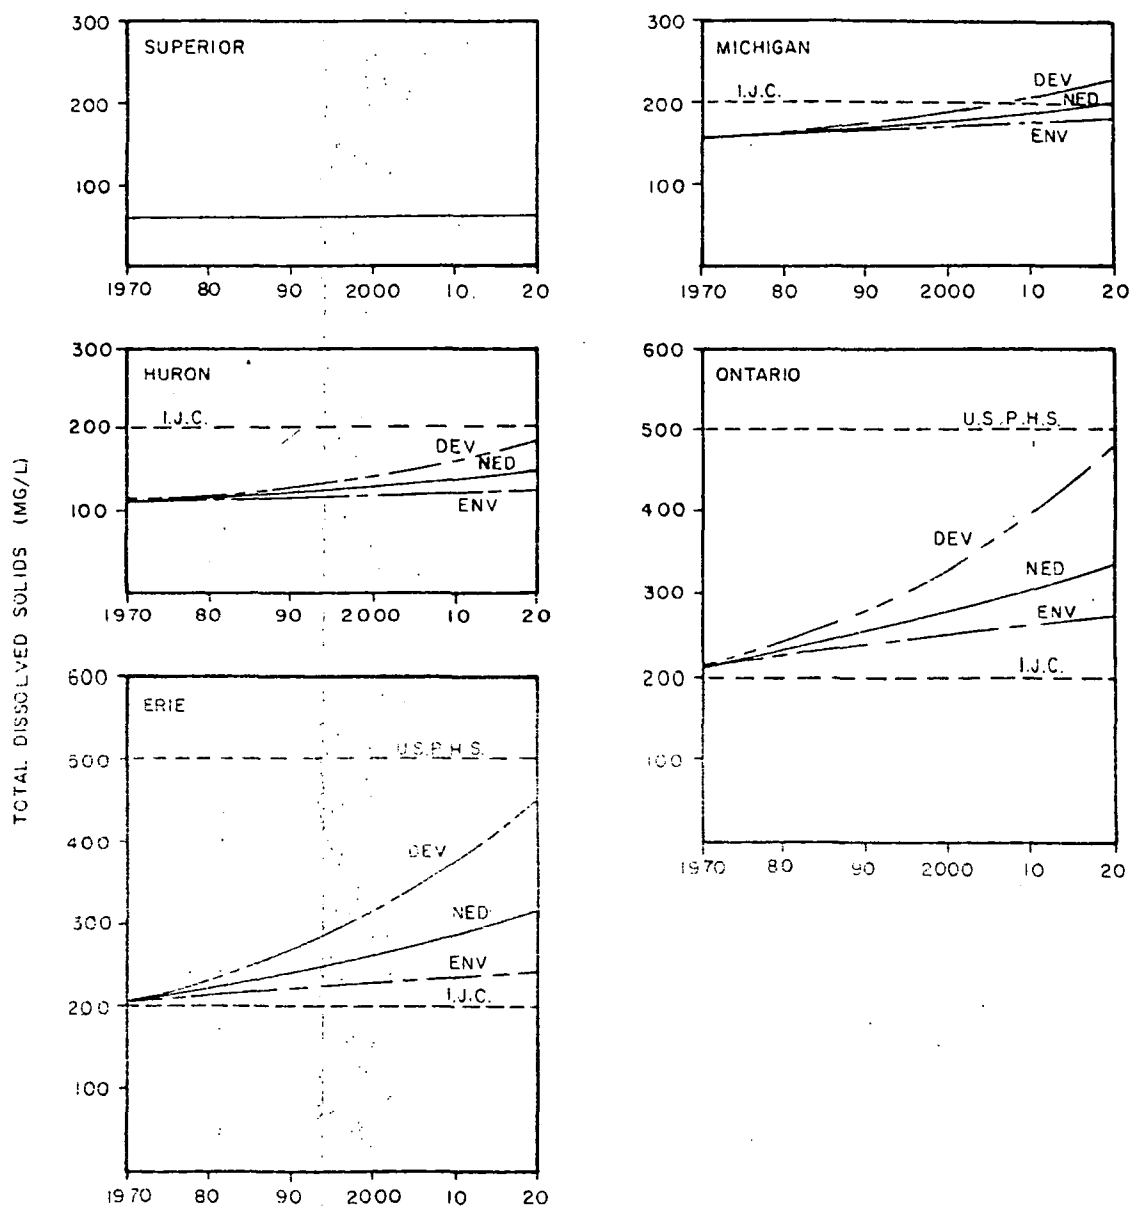 TOTAL DISSOLVED SOLIDS (MG/L)
SUPERIOR
300
200
100
1970 80 90 2000 10 20
MICHIGAN
300
200
100
I.J.C.
DEV
NED
ENV
1970 80 90 2000 10 20
HURON
300
200
100
I.J.C.
DEV
NED
ENV
1970 80 90 2000 10 20
ONTARIO
600
500
400
300
200
100
U.S.P.H.S.
DEV
NED
ENV
I.J.C.
1970 80 90 2000 10 20
ERIE
600
500
400
300
200
100
U.S.P.H.S.
DEV
NED
ENV
I.J.C.
1970 80 90 2000 10 20